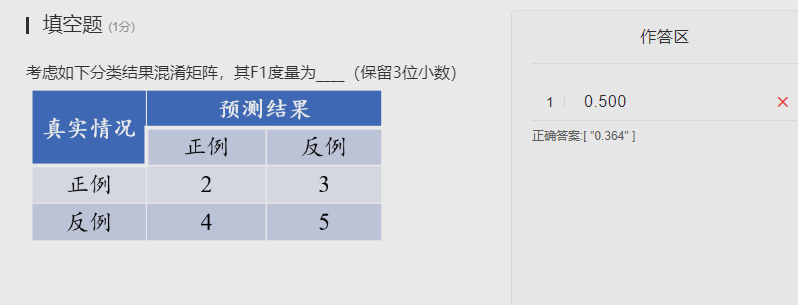 填空题 (1分)
考虑如下分类结果混淆矩阵，其F1度量为____（保留3位小数）
真实情况 预测结果
正例 反例
正例 2 3
反例 4 5
作答区
1 0.500
正确答案:[ "0.364" ]